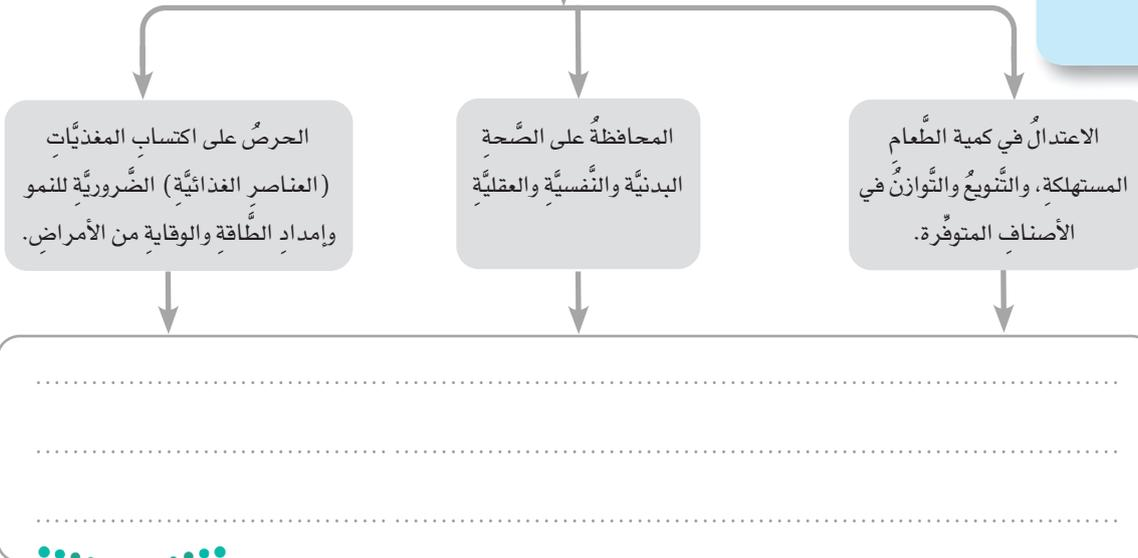 الاعتدالُ في كمية الطَّعامِ
المستهلكةِ، والتَّنويعُ والتَّوازنُ في
الأصنافِ المتوفِّرة.
المحافظةُ على الصَّحةِ
البدنيَّة والنَّفسيَّةِ والعقليَّةِ
الحرصُ على اكتسابِ المغذيَّاتِ
(العناصرِ الغذائيَّةِ) الضَّروريَّةِ للنمو
وإمدادِ الطَّاقةِ والوقايةِ من الأمراضِ.